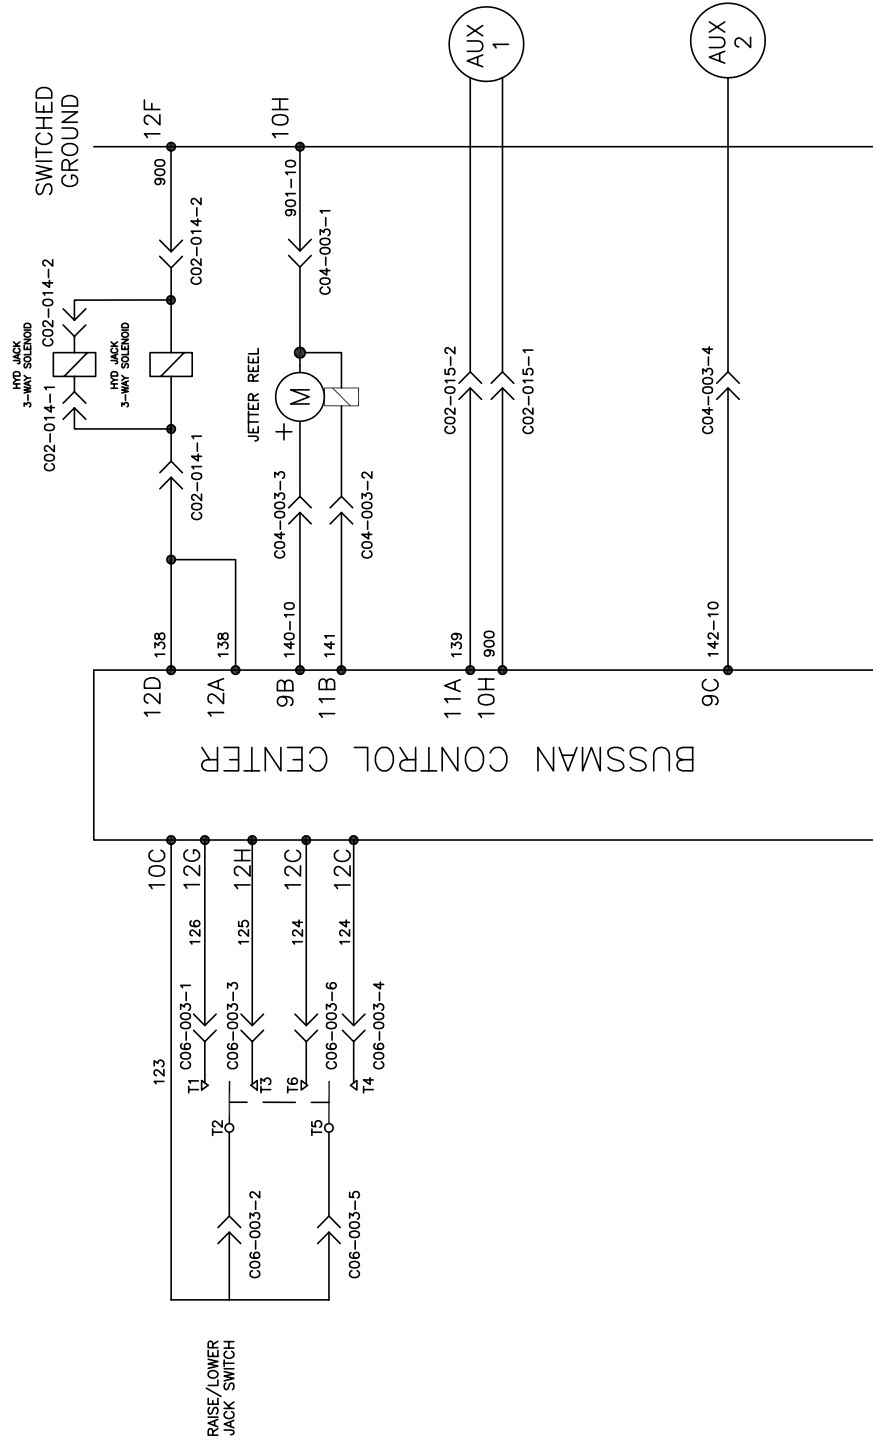 SWITCHED
GROUND
12F
10H
900
901-10
C02-014-2
C04-003-1
C02-014-2
HYD JACK
3-WAY SOLENOID
HYD JACK
3-WAY SOLENOID
C02-014-1
C02-014-1
JETTER REEL
M
+
C04-003-3
C04-003-2
AUX
1
AUX
2
C02-015-2
C02-015-1
C04-003-4
138
138
140-10
141
139
900
142-10
12D
12A
9B
11B
11A
10H
9C
BUSSMAN CONTROL CENTER
10C
12G
12H
12C
12C
123
126
125
124
124
C06-003-1
C06-003-3
C06-003-6
C06-003-4
T1
T3
T6
T4
T2
T5
C06-003-2
C06-003-5
RAISE/LOWER
JACK SWITCH